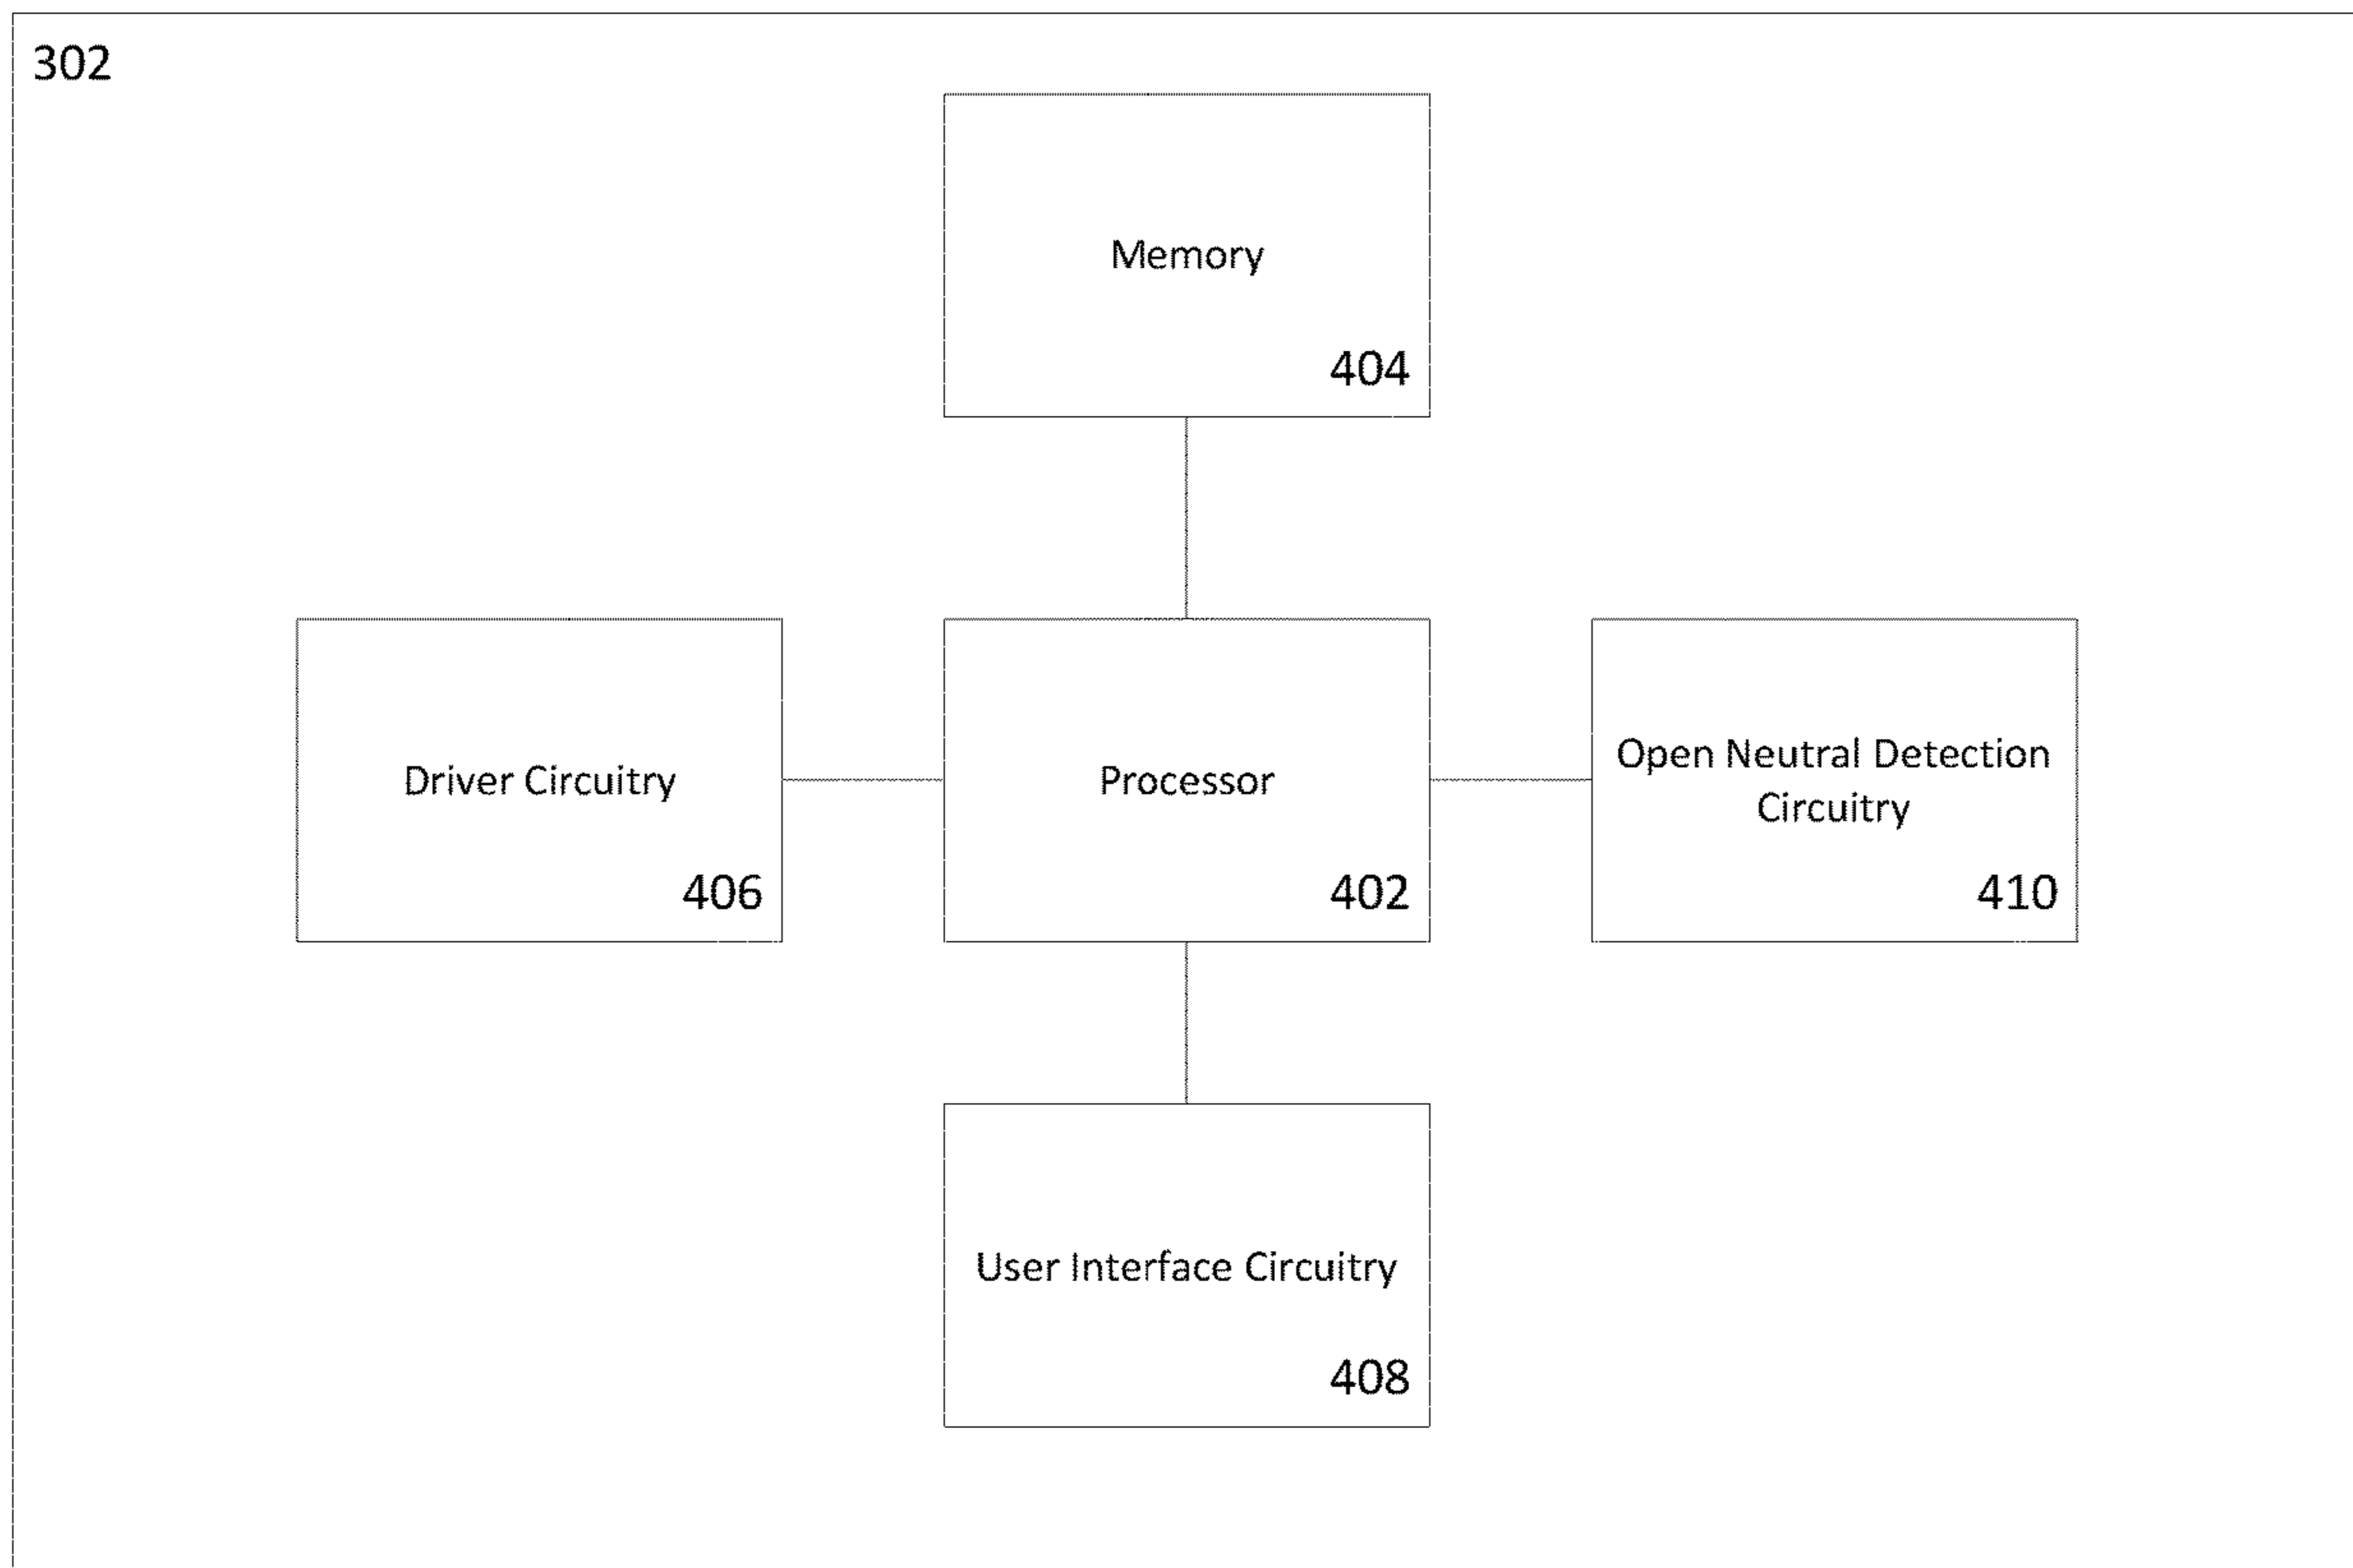 302
Memory
404
Driver Circuitry
406
Processor
402
Open Neutral Detection
Circuitry
410
User Interface Circuitry
408